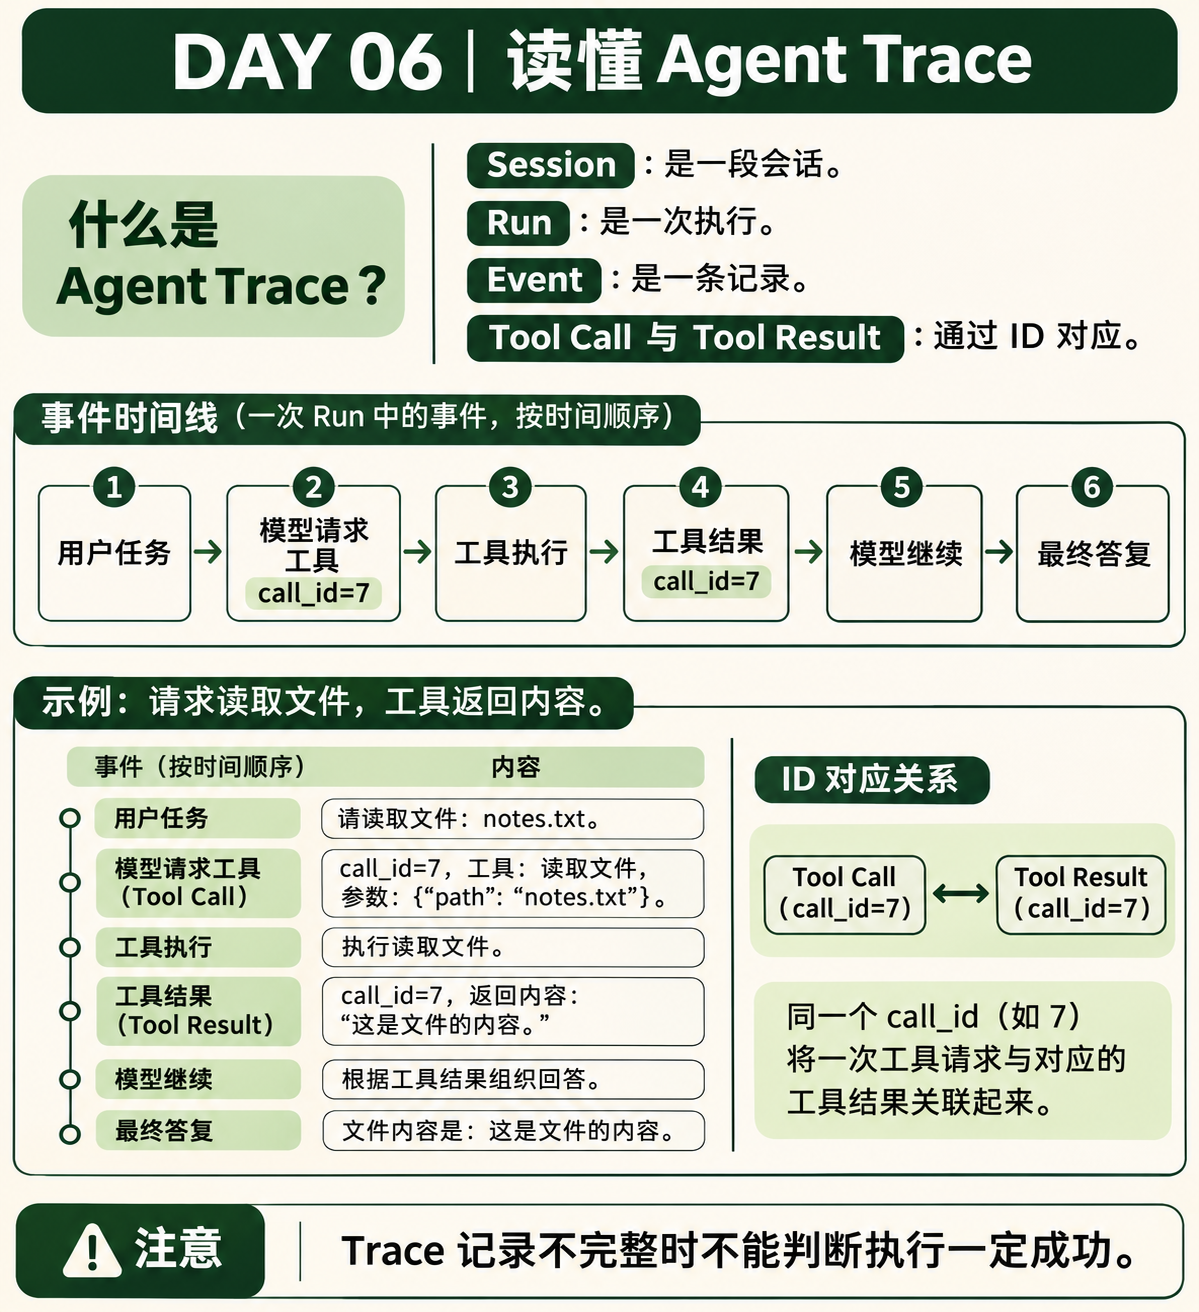 DAY 06｜读懂 Agent Trace
什么是
Agent Trace？
Session：是一段会话。
Run：是一次执行。
Event：是一条记录。
Tool Call 与 Tool Result：通过 ID 对应。
事件时间线（一次 Run 中的事件，按时间顺序）
1
用户任务
2
模型请求
工具
call_id=7
3
工具执行
4
工具结果
call_id=7
5
模型继续
6
最终答复
示例：请求读取文件，工具返回内容。
事件（按时间顺序） 内容
用户任务
请读取文件：notes.txt。
模型请求工具
（Tool Call）
call_id=7，工具：读取文件，
参数：{“path”: “notes.txt”}。
工具执行
执行读取文件。
工具结果
（Tool Result）
call_id=7，返回内容：
“这是文件的内容。”
模型继续
根据工具结果组织回答。
最终答复
文件内容是：这是文件的内容。
ID 对应关系
Tool Call
（call_id=7）
Tool Result
（call_id=7）
同一个 call_id（如 7）
将一次工具请求与对应的
工具结果关联起来。
注意
Trace 记录不完整时不能判断执行一定成功。